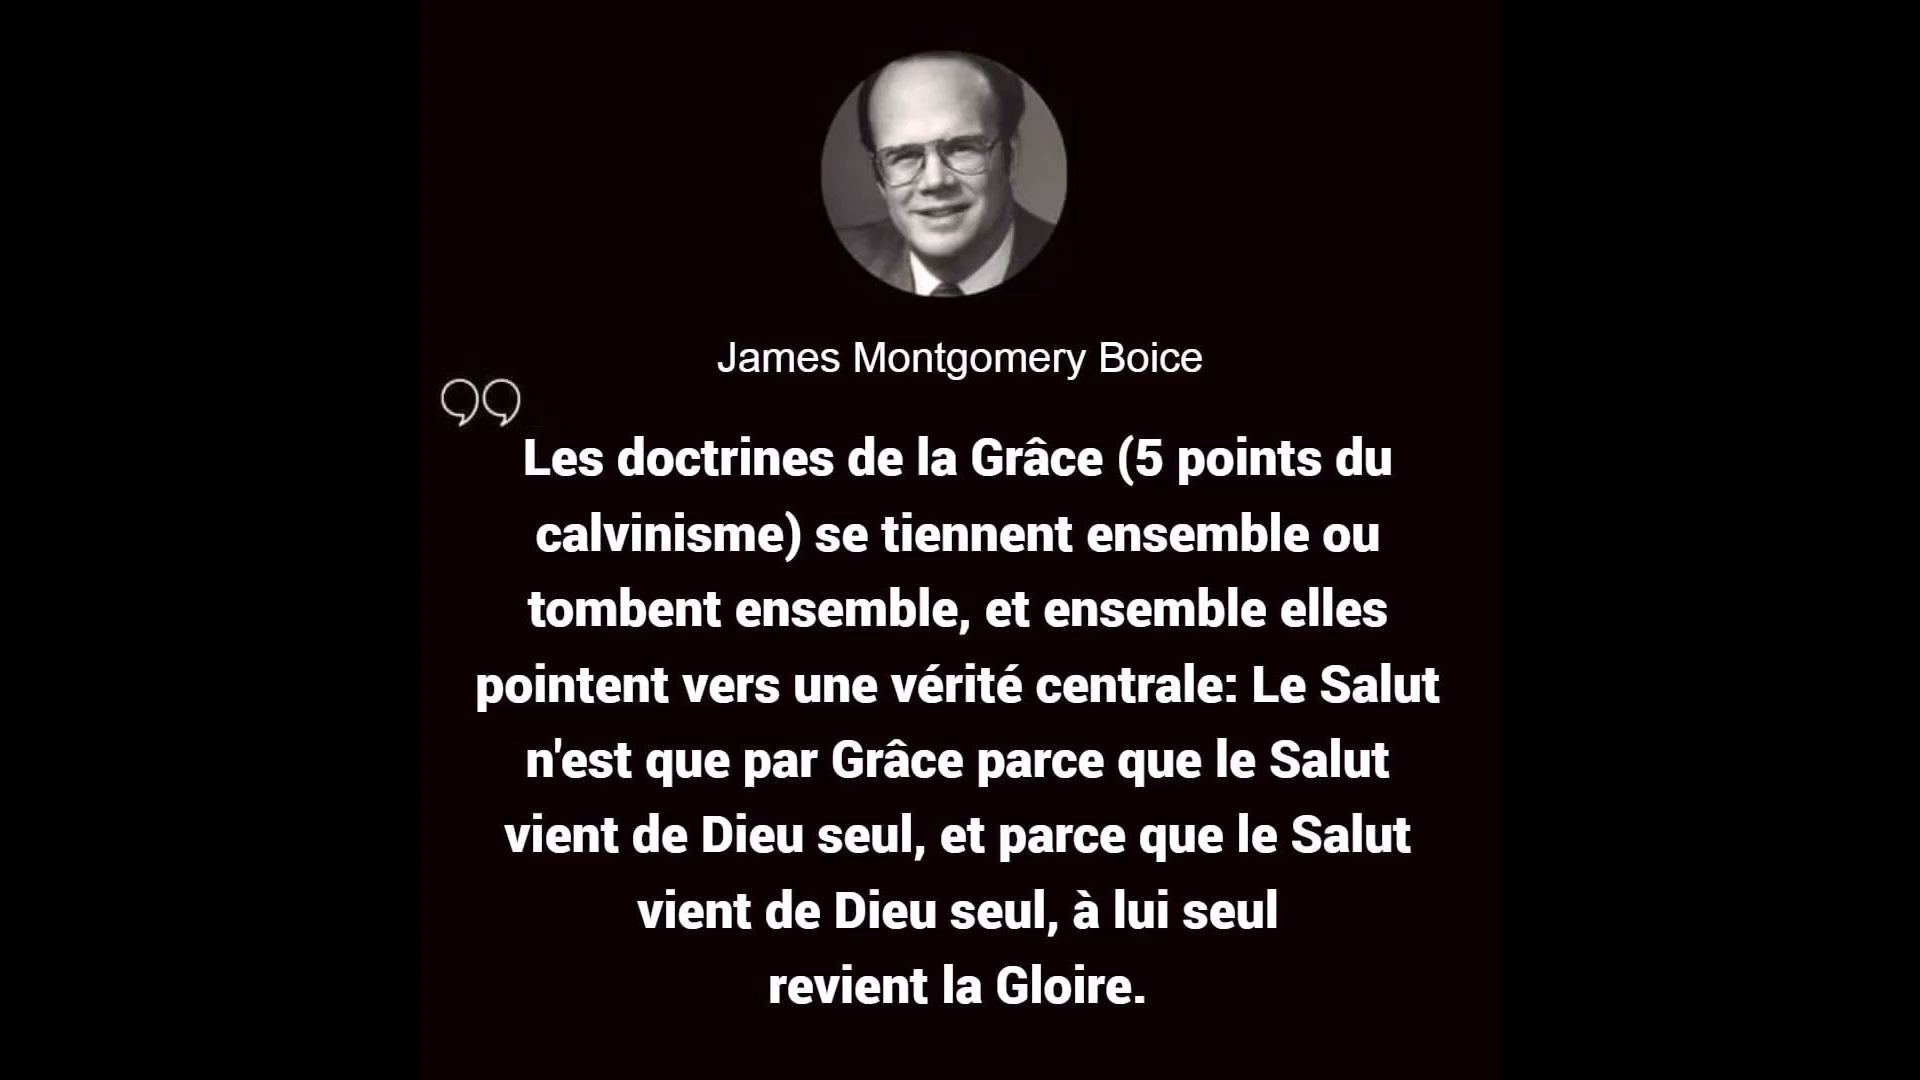 James Montgomery Boice
Les doctrines de la Grâce (5 points du
calvinisme) se tiennent ensemble ou
tombent ensemble, et ensemble elles
pointent vers une vérité centrale: Le Salut
n'est que par Grâce parce que le Salut
vient de Dieu seul, et parce que le Salut
vient de Dieu seul, à lui seul
revient la Gloire.